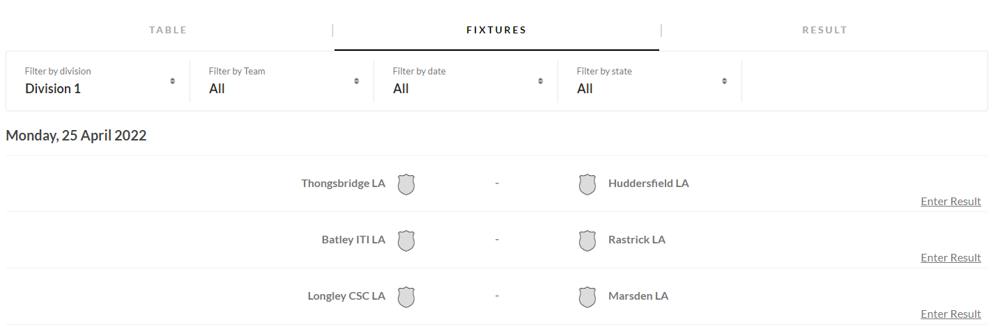 TABLE | FIXTURES | RESULT
Filter by division Filter by Team Filter by date Filter by state
Division 1 All All All
Monday, 25 April 2022
Thongsbridge LA - Huddersfield LA
Enter Result
Batley ITI LA - Rastrick LA
Enter Result
Longley CSC LA - Marsden LA
Enter Result